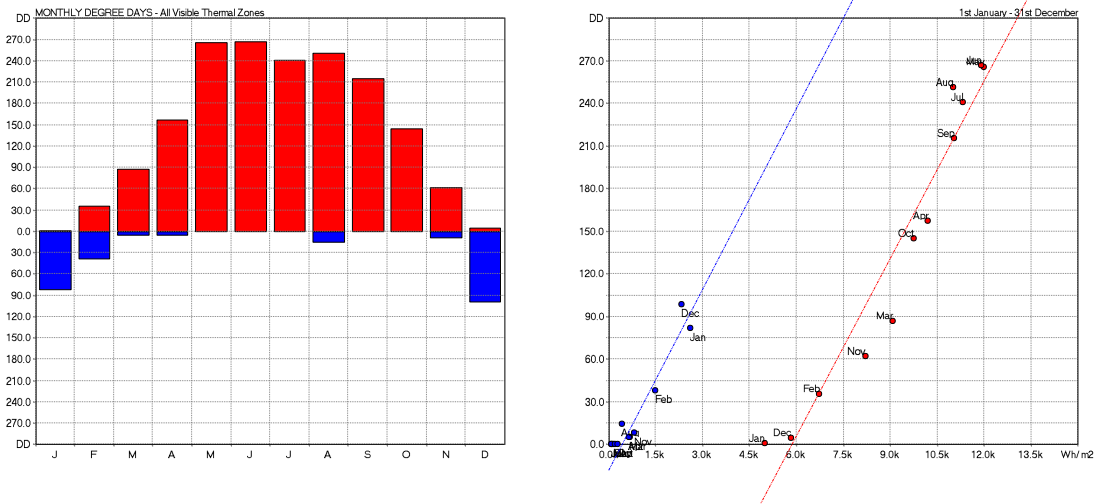 MONTHLY DEGREE DAYS - All Visible Thermal Zones
DD
270.0
240.0
210.0
180.0
150.0
120.0
90.0
60.0
30.0
0.0
30.0
60.0
90.0
120.0
150.0
180.0
210.0
240.0
270.0
DD
J F M A M J J A S O N D
1st January - 31st December
DD
270.0
240.0
210.0
180.0
150.0
120.0
90.0
60.0
30.0
0.0
Aug
Jul
Sep
Apr
Oct
Dec
Mar
Jan
Nov
Feb
Feb
Dec
Jan
Aug
Nov
0.0 1.5k 3.0k 4.5k 6.0k 7.5k 9.0k 10.5k 12.0k 13.5k Wh/m2